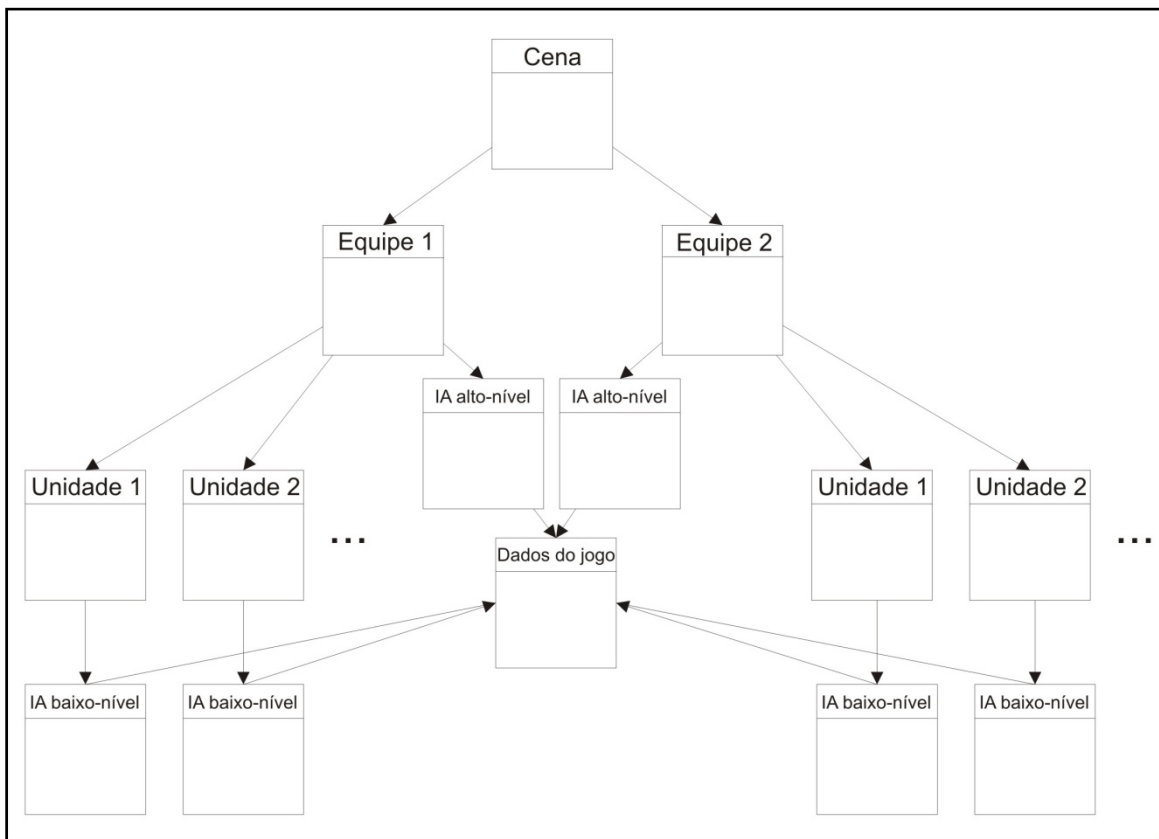 Cena
Equipe 1
Equipe 2
IA alto-nível
IA alto-nível
Unidade 1
Unidade 2
...
Unidade 1
Unidade 2
...
Dados do jogo
IA baixo-nível
IA baixo-nível
IA baixo-nível
IA baixo-nível